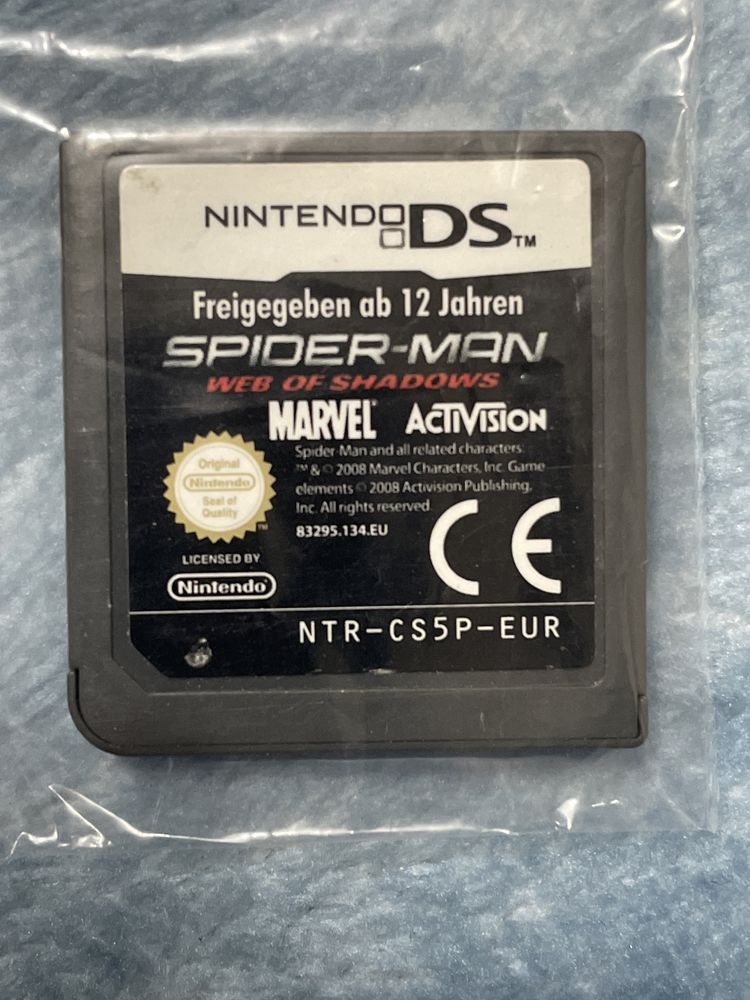 NINTENDO DS™
Freigegeben ab 12 Jahren
SPIDER-MAN
WEB OF SHADOWS
MARVEL ACTIVISION
Spider-Man and all related characters:
™ & © 2008 Marvel Characters, Inc. Game
elements © 2008 Activision Publishing,
Inc. All rights reserved.
83295.134.EU
Original
Nintendo
Seal of
Quality
™
LICENSED BY
Nintendo®
CE
NTR-CS5P-EUR